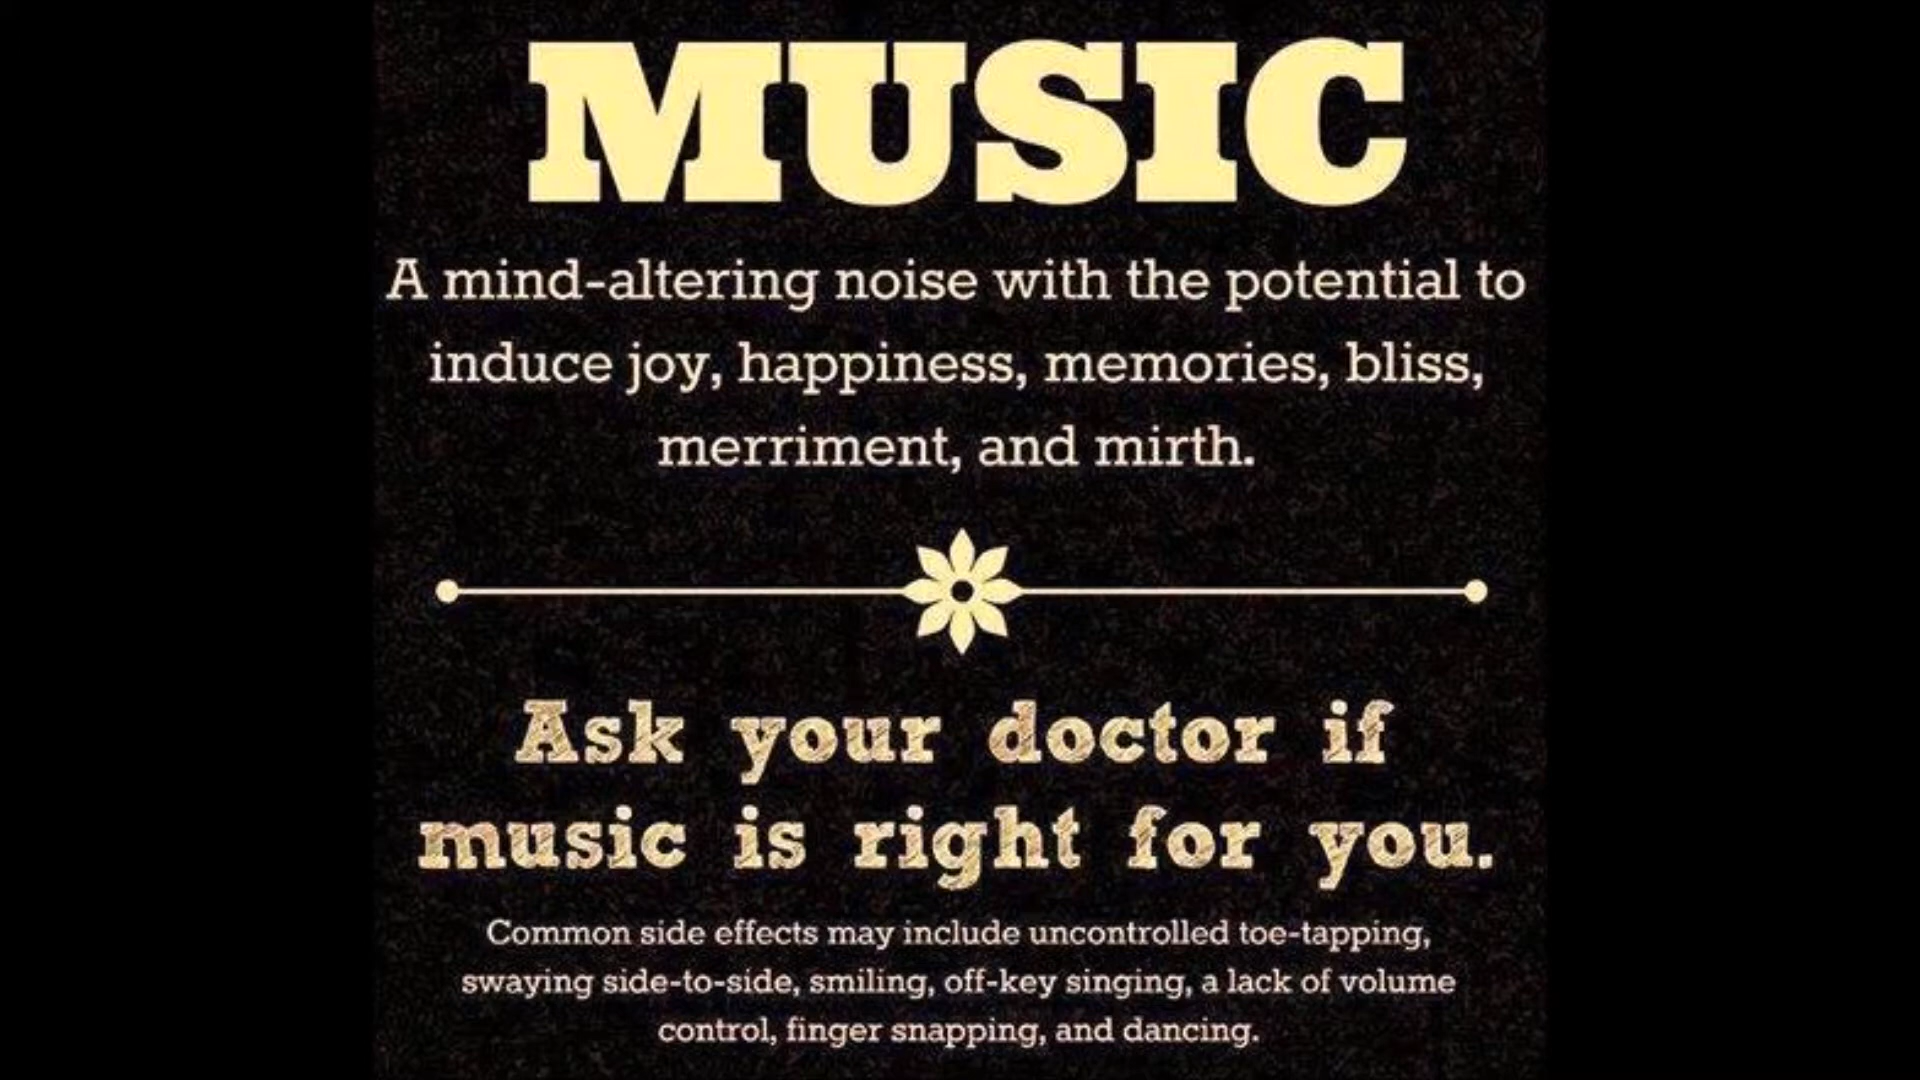 MUSIC
A mind-altering noise with the potential to
induce joy, happiness, memories, bliss,
merriment, and mirth.
Ask your doctor if
music is right for you.
Common side effects may include uncontrolled toe-tapping,
swaying side-to-side, smiling, off-key singing, a lack of volume
control, finger snapping, and dancing.